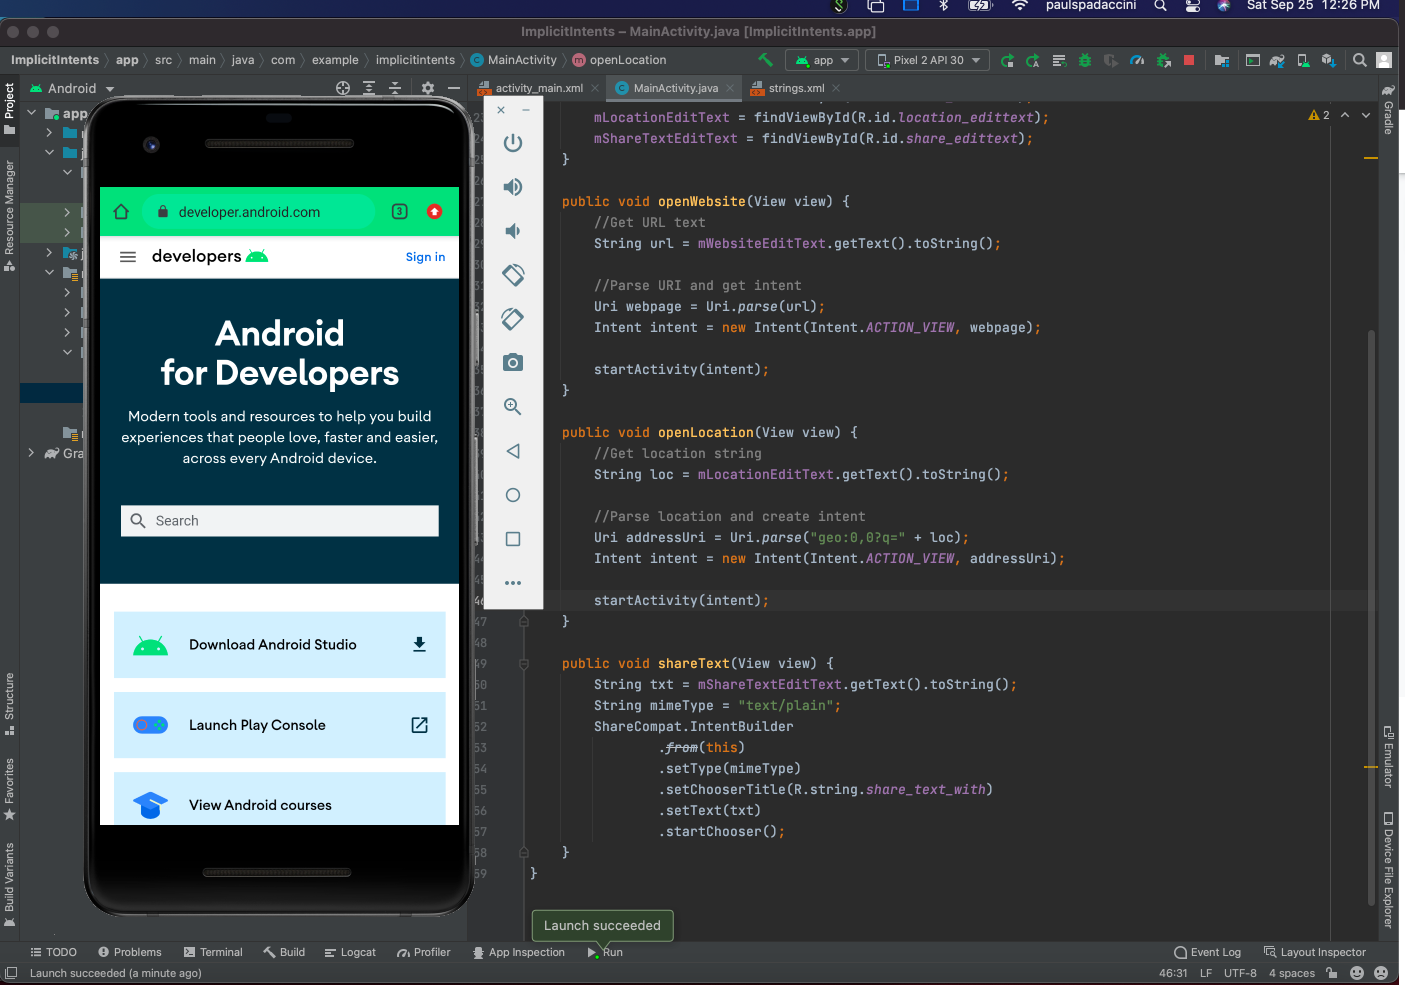 paulspadaccini
Sat Sep 25 12:26 PM
ImplicitIntents – MainActivity.java [ImplicitIntents.app]
ImplicitIntents app src main java com example implicitintents MainActivity openLocation
app
Pixel 2 API 30
Android
activity_main.xml
MainActivity.java
strings.xml
Project
Resource Manager
Structure
Favorites
Build Variants
Gradle
Emulator
Device File Explorer
app
Gra
developer.android.com
3
developers
Sign in
Android
for Developers
Modern tools and resources to help you build
experiences that people love, faster and easier,
across every Android device.
Search
Download Android Studio
Launch Play Console
View Android courses
2
mLocationEditText = findViewById(R.id.location_edittext);
mShareTextEditText = findViewById(R.id.share_edittext);
}
public void openWebsite(View view) {
//Get URL text
String url = mWebsiteEditText.getText().toString();
//Parse URI and get intent
Uri webpage = Uri.parse(url);
Intent intent = new Intent(Intent.ACTION_VIEW, webpage);
startActivity(intent);
}
public void openLocation(View view) {
//Get location string
String loc = mLocationEditText.getText().toString();
//Parse location and create intent
Uri addressUri = Uri.parse("geo:0,0?q=" + loc);
Intent intent = new Intent(Intent.ACTION_VIEW, addressUri);
46 startActivity(intent);
47 }
48
49 public void shareText(View view) {
50 String txt = mShareTextEditText.getText().toString();
51 String mimeType = "text/plain";
52 ShareCompat.IntentBuilder
53 .from(this)
54 .setType(mimeType)
55 .setChooserTitle(R.string.share_text_with)
56 .setText(txt)
57 .startChooser();
58 }
59 }
Launch succeeded
TODO Problems Terminal Build Logcat Profiler App Inspection Run Event Log Layout Inspector
Launch succeeded (a minute ago)
46:31 LF UTF-8 4 spaces